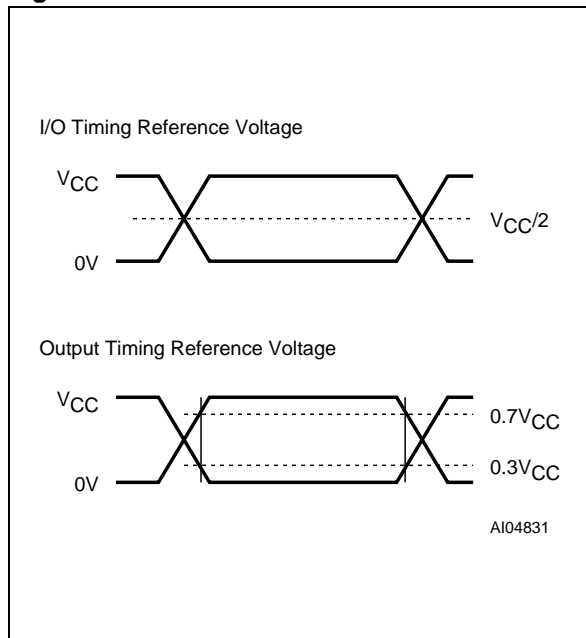 I/O Timing Reference Voltage
VCC
VCC/2
0V
Output Timing Reference Voltage
VCC
0.7VCC
0.3VCC
0V
AI04831